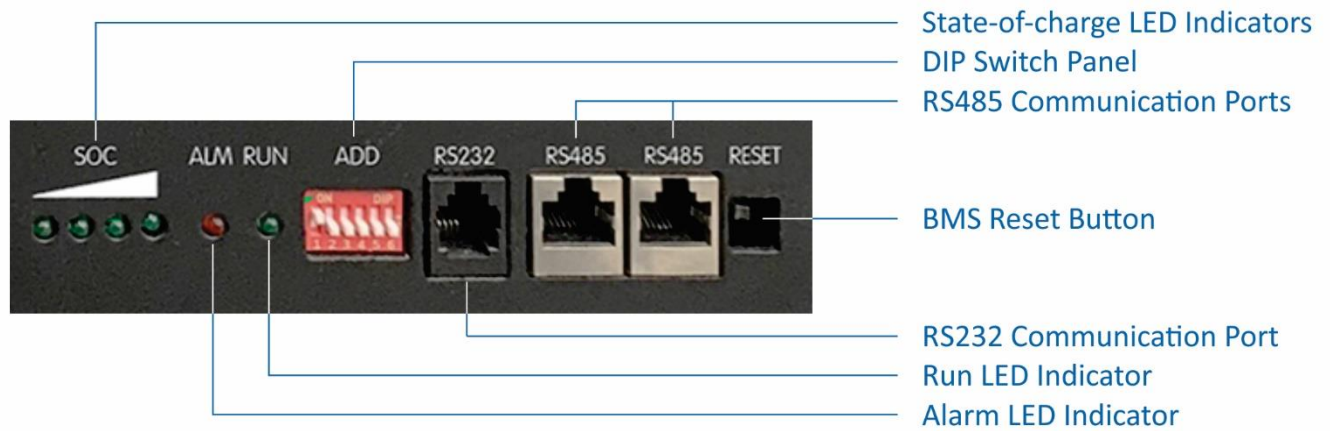 State-of-charge LED Indicators
DIP Switch Panel
RS485 Communication Ports
SOC ALM RUN ADD RS232 RS485 RS485 RESET
ON DIP
1 2 3 4 5 6
BMS Reset Button
RS232 Communication Port
Run LED Indicator
Alarm LED Indicator